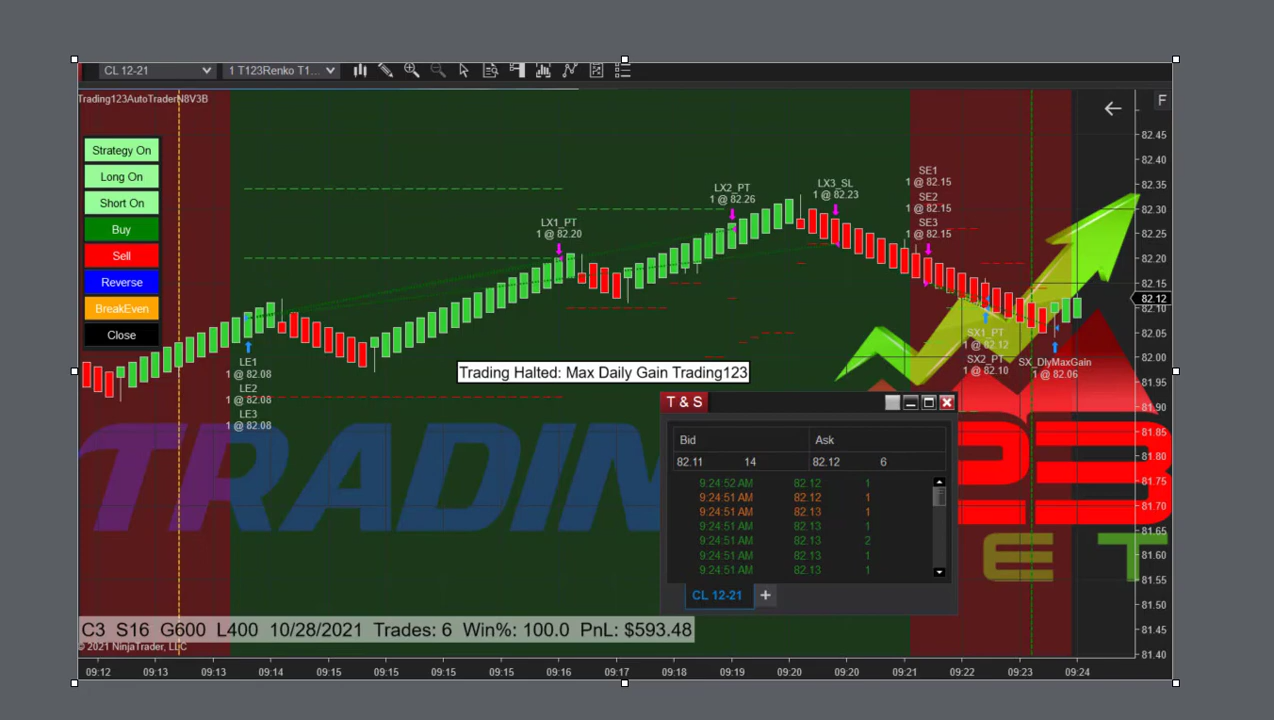 CL 12-21 1 T123Renko T1...
Trading123AutoTraderN8V3B
F
Strategy On
Long On
Short On
Buy
Sell
Reverse
BreakEven
Close
LE1
1 @ 82.08
LE2
1 @ 82.08
LE3
1 @ 82.08
LX1_PT
1 @ 82.20
LX2_PT
1 @ 82.26
LX3_SL
1 @ 82.23
SE1
1 @ 82.15
SE2
1 @ 82.15
SE3
1 @ 82.15
SX1_PT
1 @ 82.12
SX2_PT
1 @ 82.10
SX_DlyMaxGain
1 @ 82.06
Trading Halted: Max Daily Gain Trading123
T & S
Bid Ask
82.11 14 82.12 6
9:24:52 AM 82.12 1
9:24:51 AM 82.12 1
9:24:51 AM 82.13 1
9:24:51 AM 82.13 1
9:24:51 AM 82.13 2
9:24:51 AM 82.13 1
9:24:51 AM 82.13 1
CL 12-21 +
TRADIN
ET
82.45
82.40
82.35
82.30
82.25
82.20
82.15
82.12
82.10
82.05
82.00
81.95
81.90
81.85
81.80
81.75
81.70
81.65
81.60
81.55
81.50
81.45
81.40
C3 S16 G600 L400 10/28/2021 Trades: 6 Win%: 100.0 PnL: $593.48
© 2021 NinjaTrader, LLC
09:12 09:13 09:13 09:14 09:14 09:15 09:15 09:16 09:16 09:17 09:18 09:19 09:20 09:20 09:21 09:22 09:23 09:24